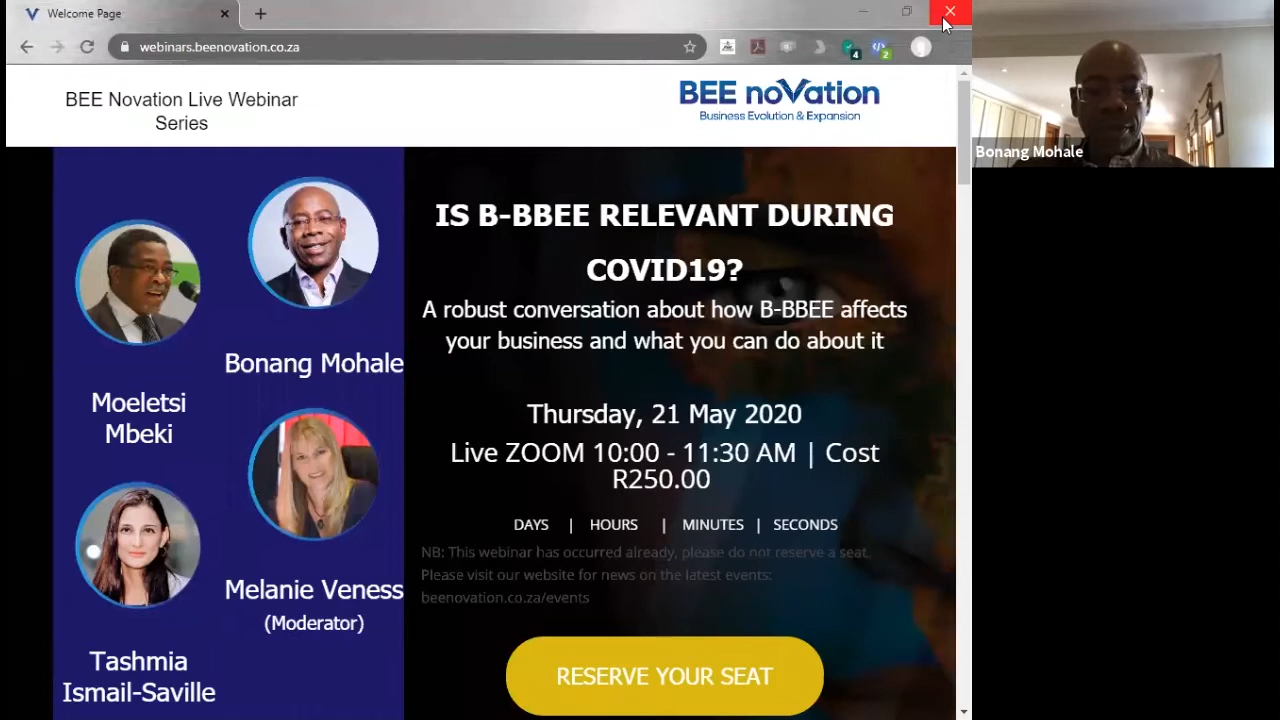 Welcome Page
webinars.beenovation.co.za
4
2
BEE Novation Live Webinar
Series
BEE noVation
Business Evolution & Expansion
Bonang Mohale
IS B-BBEE RELEVANT DURING
COVID19?
A robust conversation about how B-BBEE affects
your business and what you can do about it
Bonang Mohale
Moeletsi
Mbeki
Thursday, 21 May 2020
Live ZOOM 10:00 - 11:30 AM | Cost
R250.00
DAYS | HOURS | MINUTES | SECONDS
NB: This webinar has occurred already, please do not reserve a seat.
Please visit our website for news on the latest events:
beenovation.co.za/events
Melanie Veness
(Moderator)
Tashmia
Ismail-Saville
RESERVE YOUR SEAT